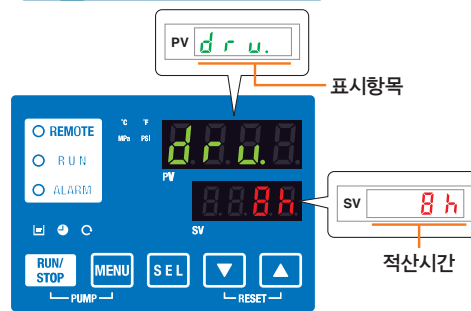 PV dru.
표시항목
REMOTE
RUN
ALARM
°C °F
MPa PSI
dru.
PV
8h
SV
SV 8h
적산시간
RUN/
STOP
MENU
SEL
PUMP
RESET